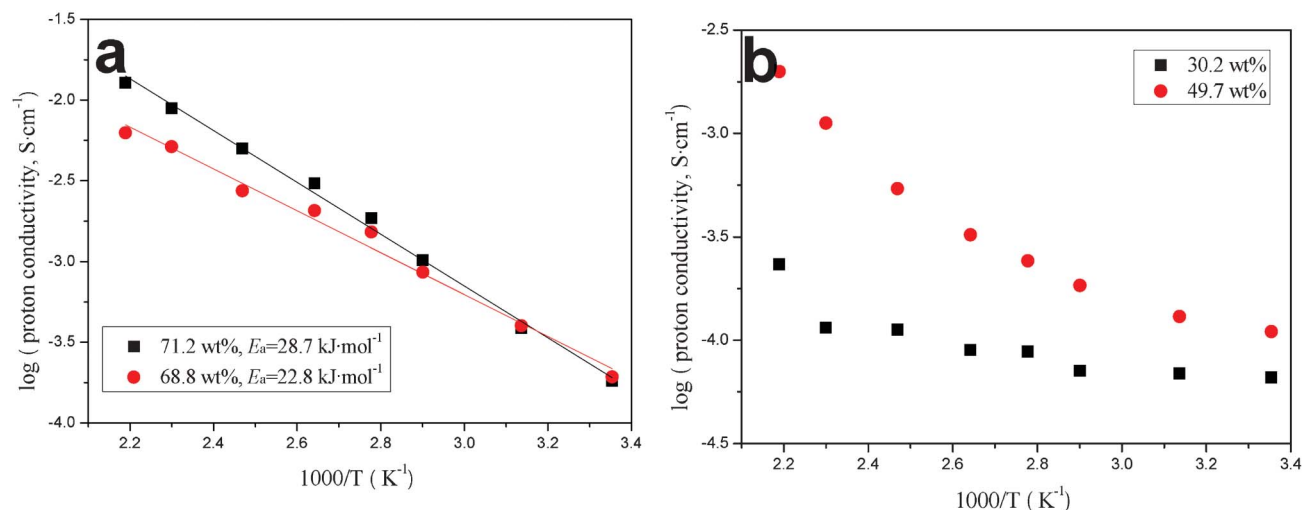 a
-1.5
-2.0
-2.5
-3.0
-3.5
-4.0
log ( proton conductivity, S·cm⁻¹)
71.2 wt%, Ea=28.7 kJ·mol⁻¹
68.8 wt%, Ea=22.8 kJ·mol⁻¹
2.2 2.4 2.6 2.8 3.0 3.2 3.4
1000/T ( K⁻¹)
b
-2.5
-3.0
-3.5
-4.0
-4.5
log ( proton conductivity, S·cm⁻¹)
30.2 wt%
49.7 wt%
2.2 2.4 2.6 2.8 3.0 3.2 3.4
1000/T ( K⁻¹)